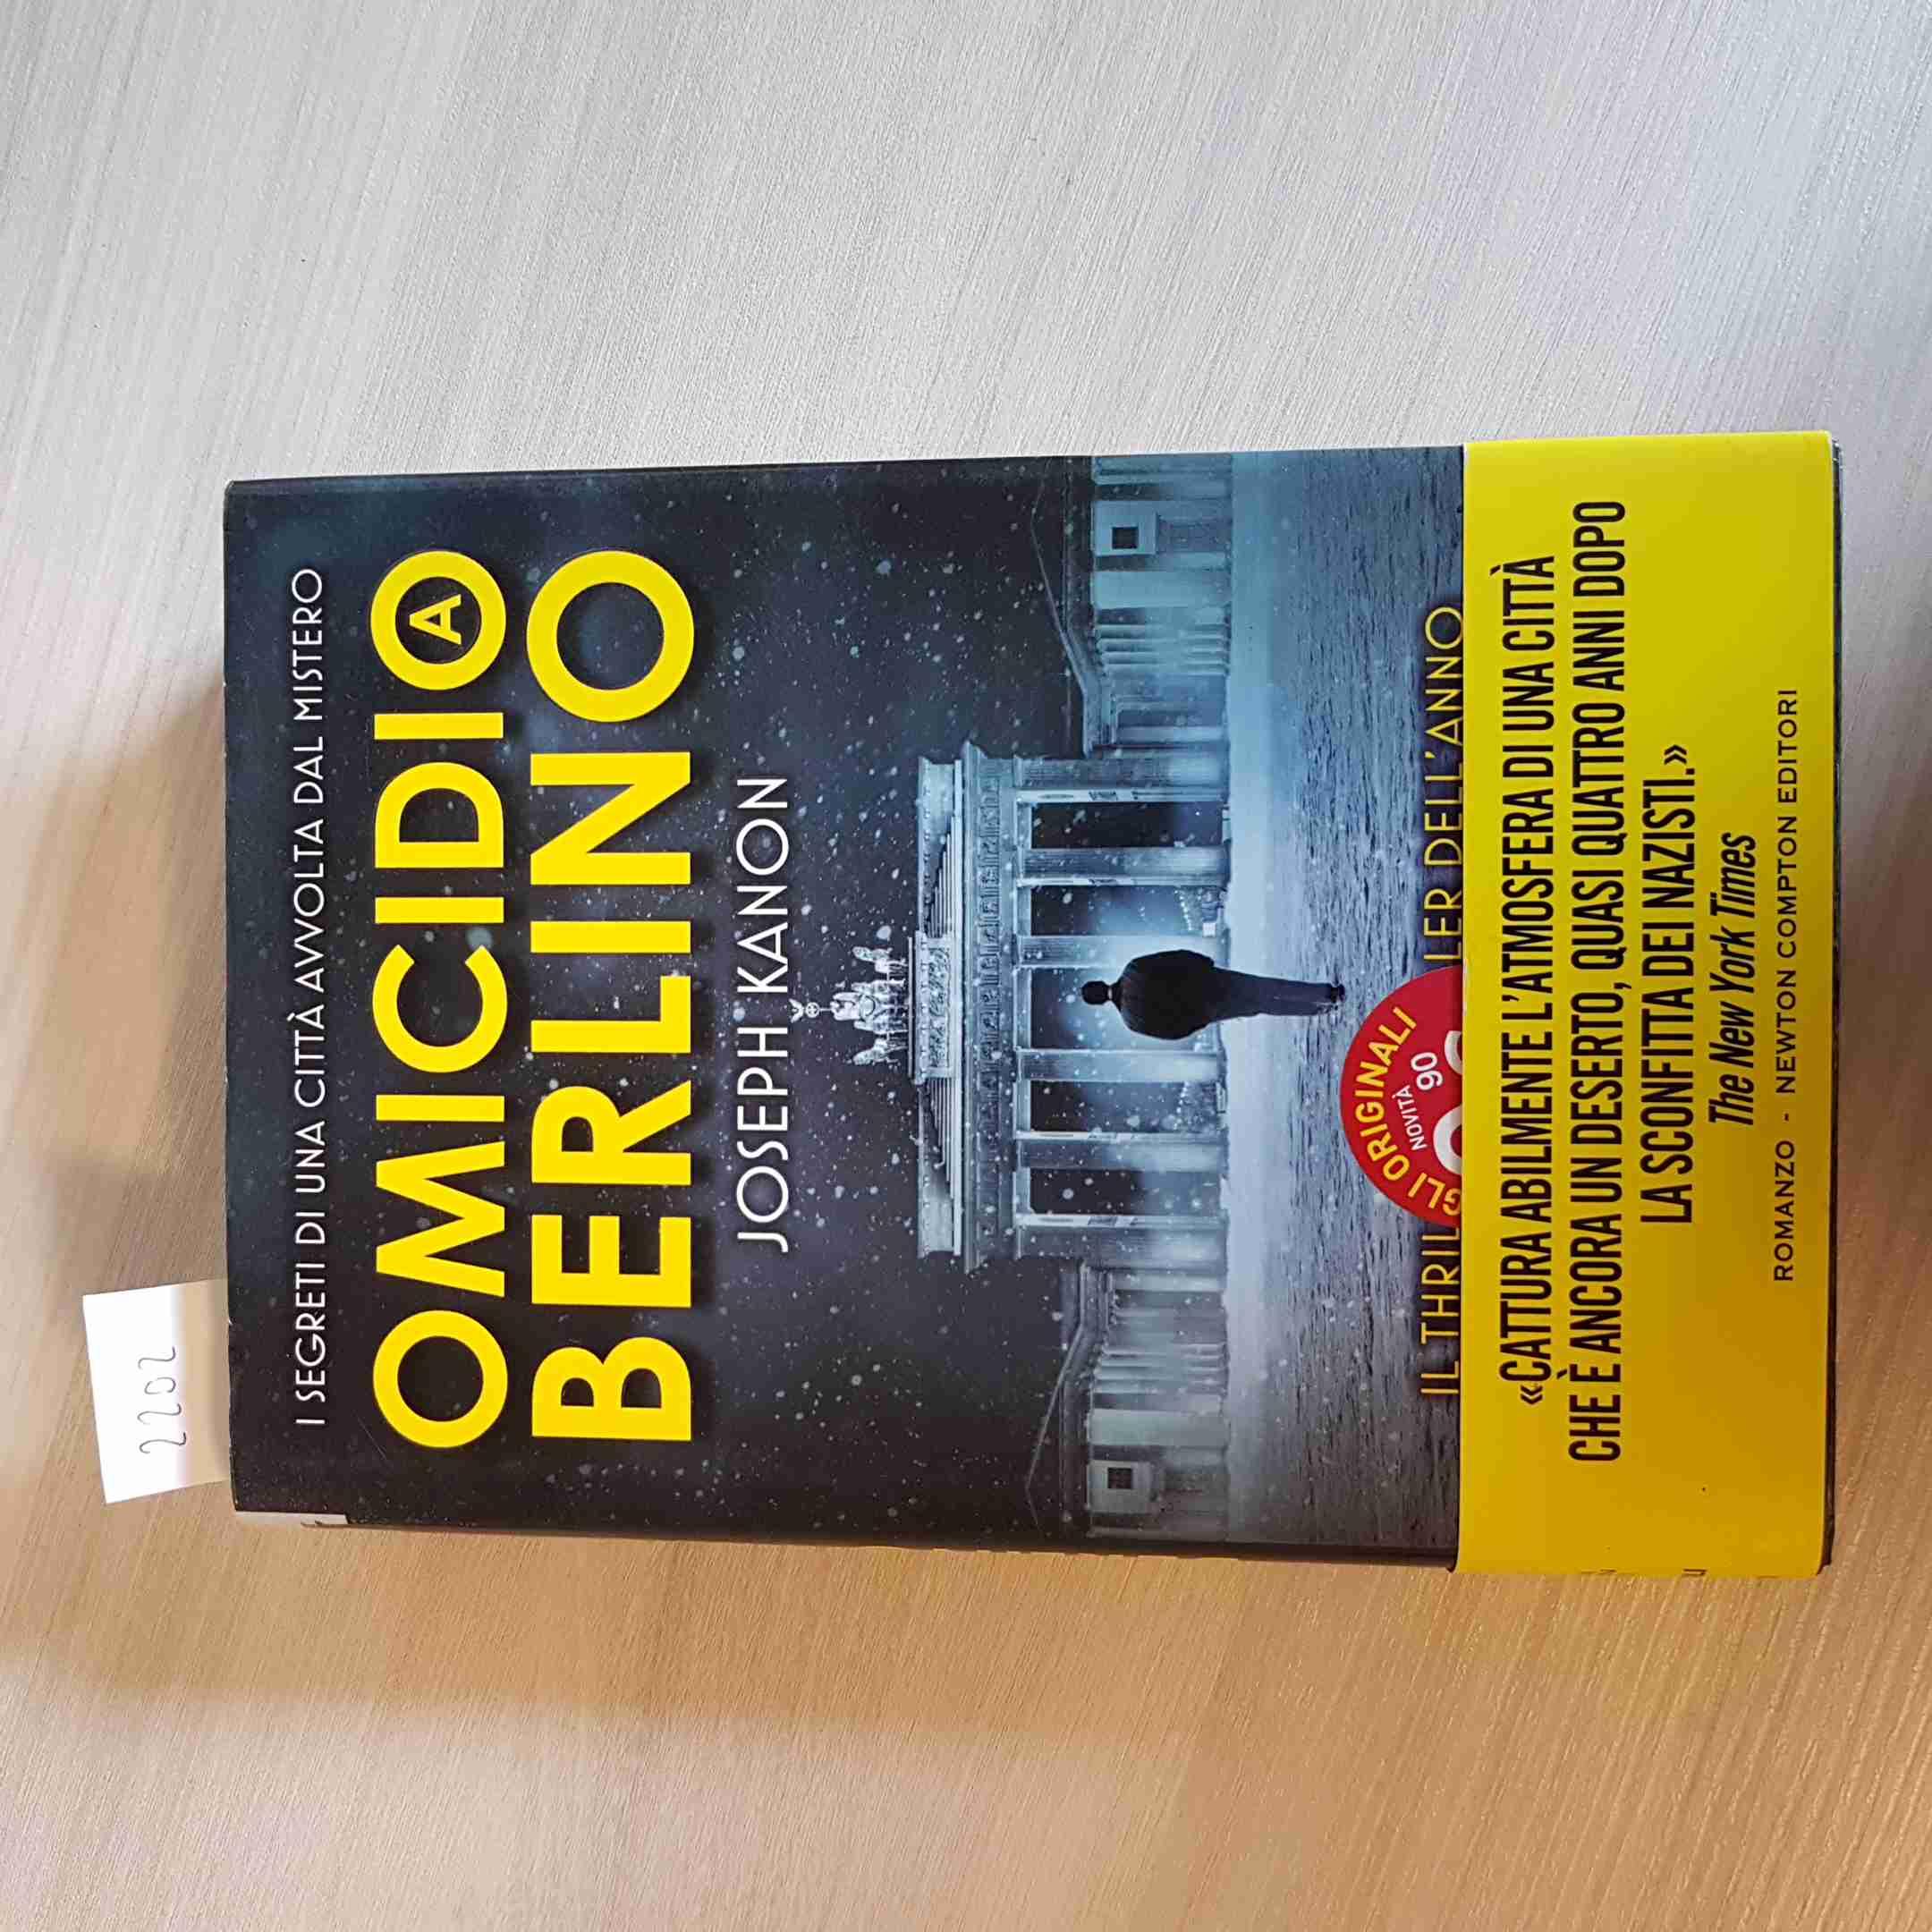 2202
I SEGRETI DI UNA CITTÀ AVVOLTA DAL MISTERO
OMICIDIO A
BERLINO
JOSEPH KANON
GLI ORIGINALI
NOVITÀ
90
IL THRIL LER DELL'ANNO
«CATTURA ABILMENTE L'ATMOSFERA DI UNA CITTÀ
CHE È ANCORA UN DESERTO, QUASI QUATTRO ANNI DOPO
LA SCONFITTA DEI NAZISTI.»
The New York Times
ROMANZO - NEWTON COMPTON EDITORI